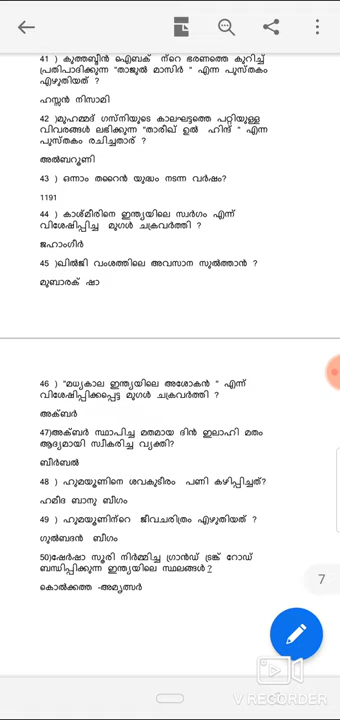 41 ) കുത്തബ്ദീൻ ഐബക് ന്റെ ഭരണത്തെ കുറിച്ച്
പ്രതിപാദിക്കുന്ന "താജുൽ മാസിർ " എന്ന പുസ്തകം
എഴുതിയത് ?
ഹസ്സൻ നിസാമി
42 )മുഹമ്മദ് ഗസ്നിയുടെ കാലഘട്ടത്തെ പറ്റിയുള്ള
വിവരങ്ങൾ ലഭിക്കുന്ന "താരീഖ് ഉൽ ഹിന്ദ് " എന്ന
പുസ്തകം രചിച്ചതാര് ?
അൽബറൂണി
43 ) ഒന്നാം തറൈൻ യുദ്ധം നടന്ന വർഷം?
1191
44 ) കാശ്മീരിനെ ഇന്ത്യയിലെ സ്വർഗം എന്ന്
വിശേഷിപ്പിച്ച മുഗൾ ചക്രവർത്തി ?
ജഹാംഗീർ
45 )ഖിൽജി വംശത്തിലെ അവസാന സുൽത്താൻ ?
മുബാരക് ഷാ
46 ) "മധ്യകാല ഇന്ത്യയിലെ അശോകൻ " എന്ന്
വിശേഷിപ്പിക്കപ്പെട്ട മുഗൾ ചക്രവർത്തി ?
അക്ബർ
47)അക്ബർ സ്ഥാപിച്ച മതമായ ദിൻ ഇലാഹി മതം
ആദ്യമായി സ്വീകരിച്ച വ്യക്തി?
ബീർബൽ
48 ) ഹുമയൂണിനെ ശവകുടീരം പണി കഴിപ്പിച്ചത്?
ഹമീദ ബാനു ബീഗം
49 ) ഹുമയൂണിന്റെ ജീവചരിത്രം എഴുതിയത് ?
ഗുൽബദൻ ബീഗം
50)ഷേർഷാ സൂരി നിർമ്മിച്ച ഗ്രാൻഡ് ട്രങ്ക് റോഡ്
ബന്ധിപ്പിക്കുന്ന ഇന്ത്യയിലെ സ്ഥലങ്ങൾ ?
കൊൽക്കത്ത -അമൃത്സർ
7
V RECORDER